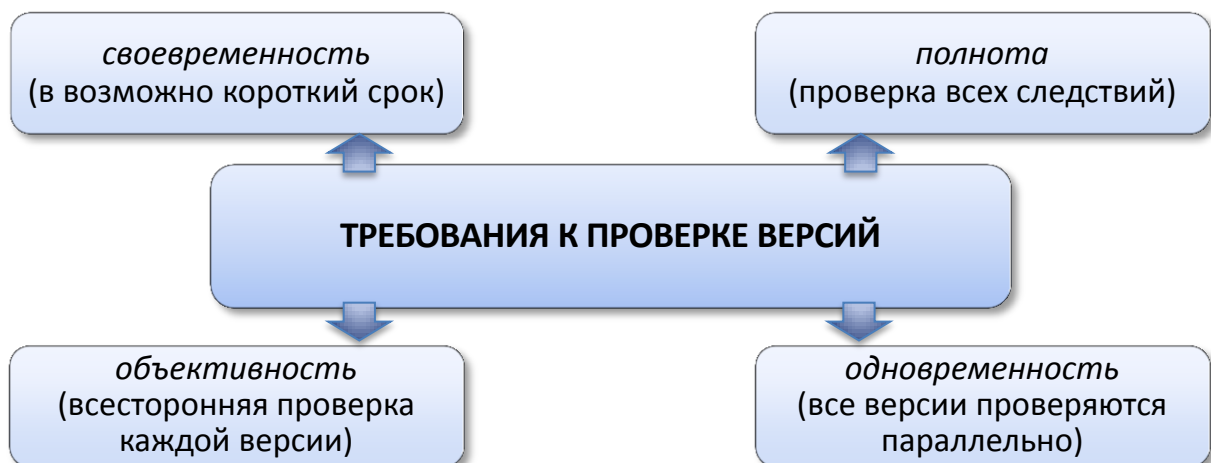 своевременность
(в возможно короткий срок)
полнота
(проверка всех следствий)
ТРЕБОВАНИЯ К ПРОВЕРКЕ ВЕРСИЙ
объективность
(всесторонняя проверка
каждой версии)
одновременность
(все версии проверяются
параллельно)